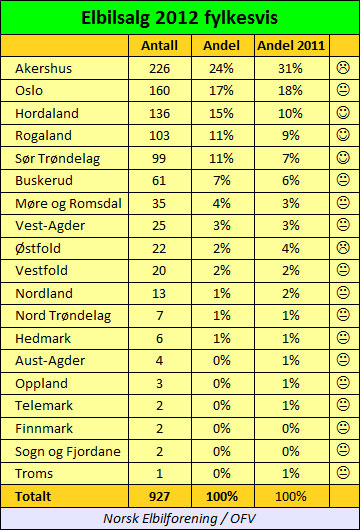 Elbilsalg 2012 fylkesvis
Antall Andel Andel 2011
Akershus 226 24% 31%
Oslo 160 17% 18%
Hordaland 136 15% 10%
Rogaland 103 11% 9%
Sør Trøndelag 99 11% 7%
Buskerud 61 7% 6%
Møre og Romsdal 35 4% 3%
Vest-Agder 25 3% 3%
Østfold 22 2% 4%
Vestfold 20 2% 2%
Nordland 13 1% 2%
Nord Trøndelag 7 1% 1%
Hedmark 6 1% 1%
Aust-Agder 4 0% 1%
Oppland 3 0% 1%
Telemark 2 0% 1%
Finnmark 2 0% 0%
Sogn og Fjordane 2 0% 0%
Troms 1 0% 1%
Totalt 927 100% 100%
Norsk Elbilforening / OFV